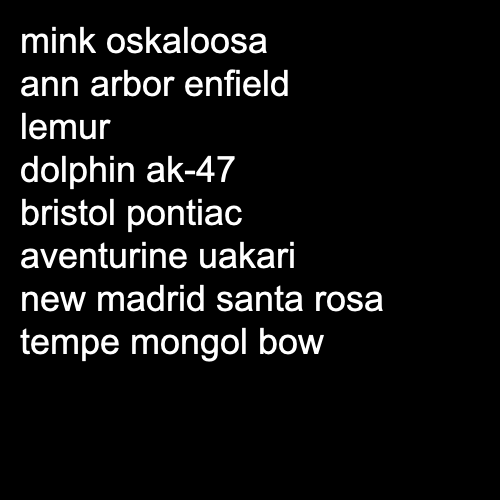 mink oskaloosa
ann arbor enfield
lemur
dolphin ak-47
bristol pontiac
aventurine uakari
new madrid santa rosa
tempe mongol bow